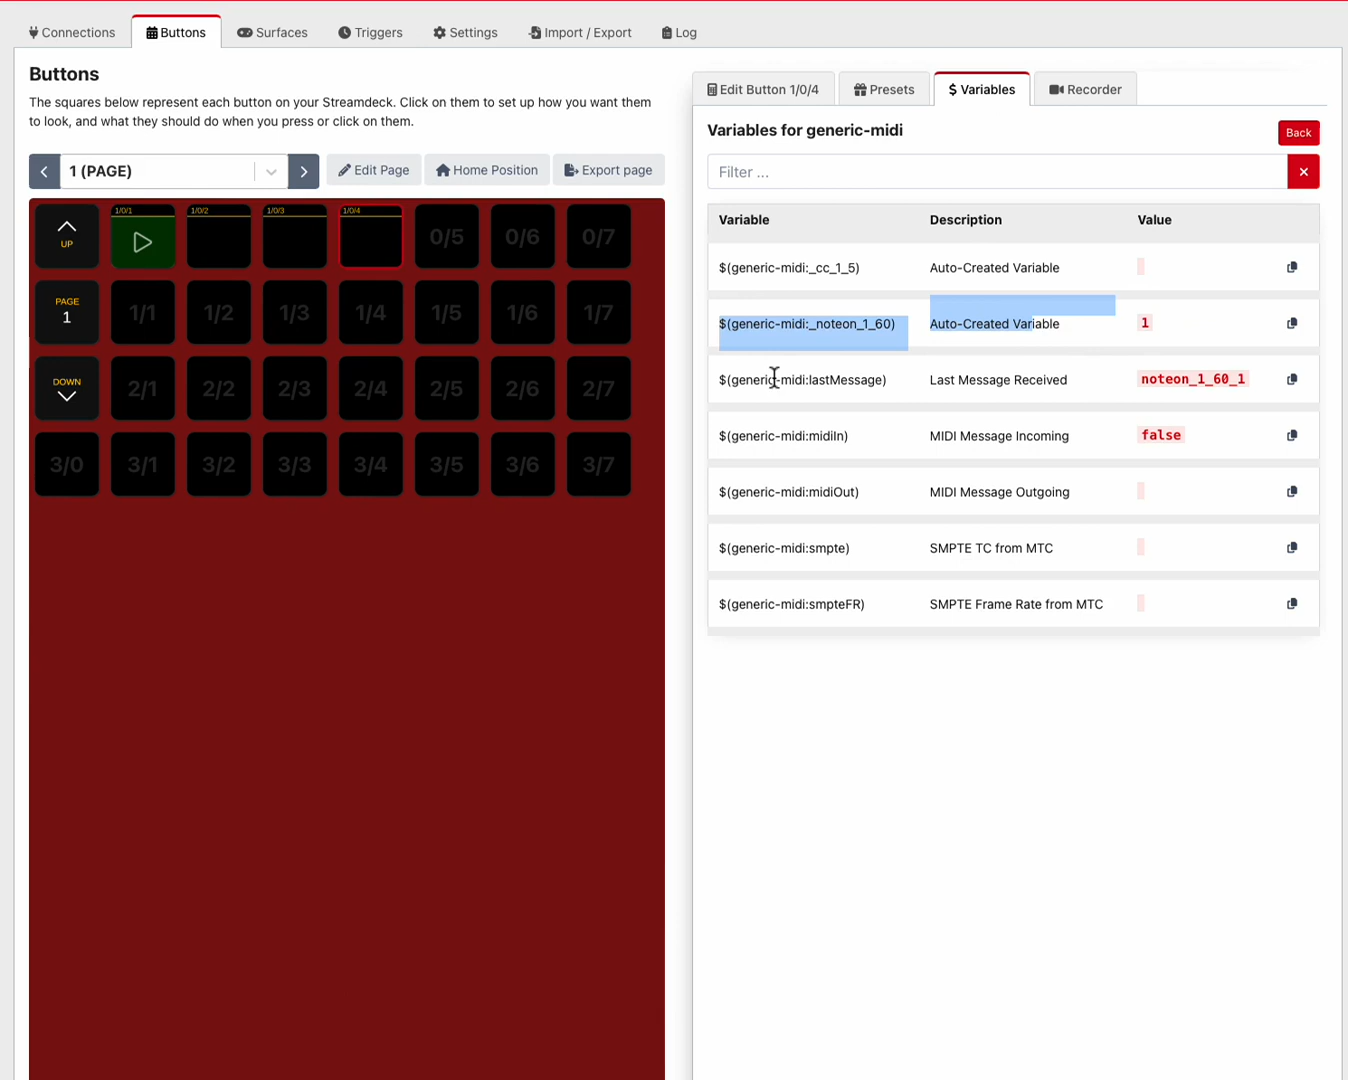 Connections
Buttons
Surfaces
Triggers
Settings
Import / Export
Log
Buttons
The squares below represent each button on your Streamdeck. Click on them to set up how you want them
to look, and what they should do when you press or click on them.
1 (PAGE)
Edit Page
Home Position
Export page
UP
1/0/1
1/0/2
1/0/3
1/0/4
0/5
0/6
0/7
PAGE
1
1/1
1/2
1/3
1/4
1/5
1/6
1/7
DOWN
2/1
2/2
2/3
2/4
2/5
2/6
2/7
3/0
3/1
3/2
3/3
3/4
3/5
3/6
3/7
Edit Button 1/0/4
Presets
$ Variables
Recorder
Variables for generic-midi
Back
Filter ...
Variable Description Value
$(generic-midi:_cc_1_5) Auto-Created Variable
$(generic-midi:_noteon_1_60) Auto-Created Variable 1
$(generic-midi:lastMessage) Last Message Received noteon_1_60_1
$(generic-midi:midiIn) MIDI Message Incoming false
$(generic-midi:midiOut) MIDI Message Outgoing
$(generic-midi:smpte) SMPTE TC from MTC
$(generic-midi:smpteFR) SMPTE Frame Rate from MTC